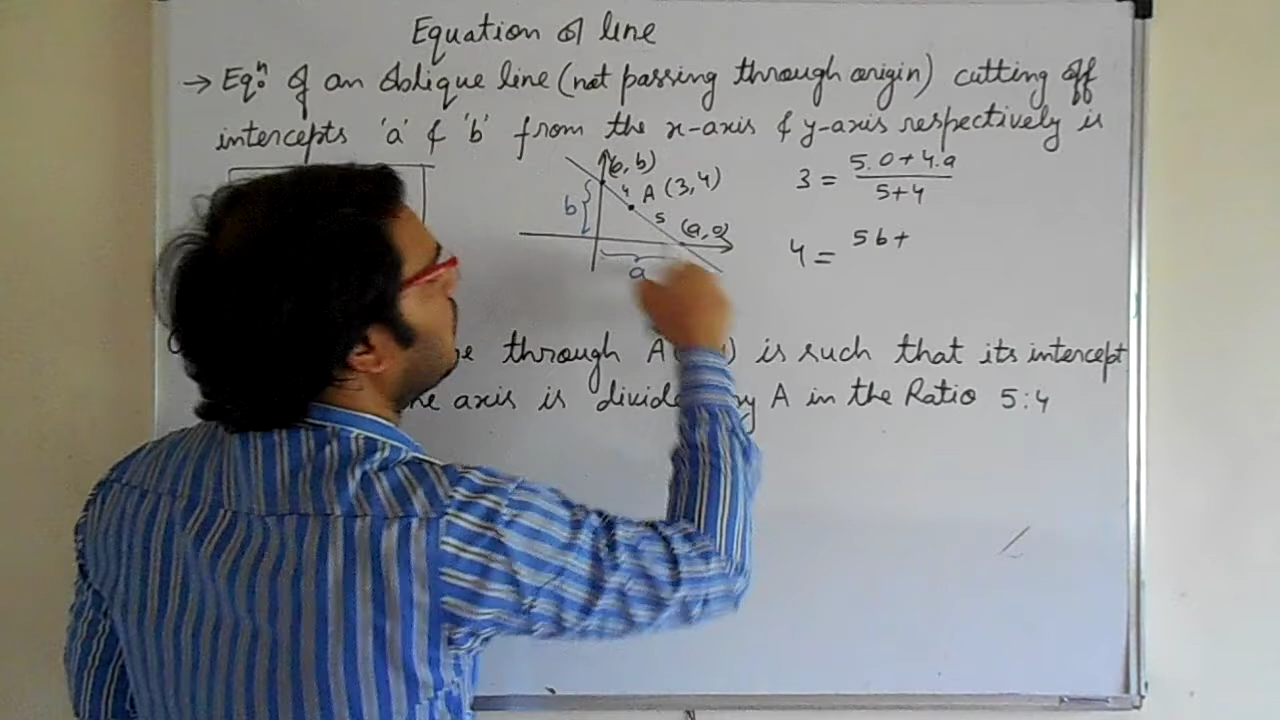 Equation of line
→ Eqⁿ of an oblique line (not passing through origin) cutting off
intercepts 'a' & 'b' from the x-axis & y-axis respectively is
(0, b)
4 A (3, 4)
b
5
(a, 0)
a
3 = 5.0 + 4.a / 5+4
4 = 5b +
through A is such that its intercept
axis is divide A in the Ratio 5:4